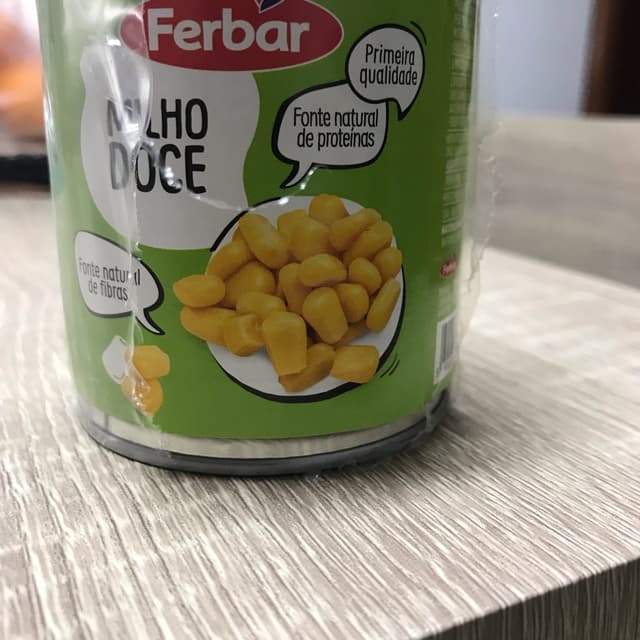 Ferbar
Primeira
qualidade
Fonte natural
de proteínas
MILHO
DOCE
Fonte natural
de fibras